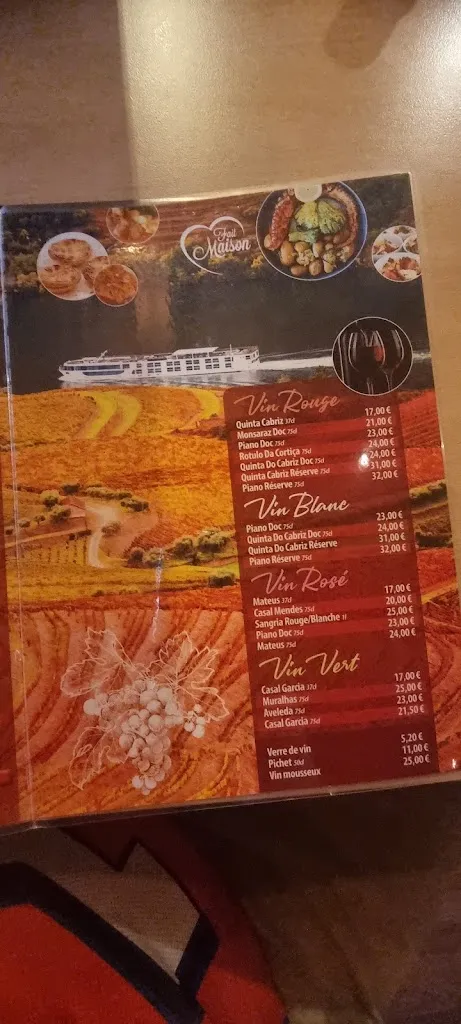 Fait
Maison
Vin Rouge
Quinta Cabriz 37cl 17,00 €
Monsaraz Doc 75cl 21,00 €
Piano Doc 75cl 23,00 €
Rotulo Da Cortiça 75cl 24,00 €
Quinta Do Cabriz Doc 75cl 24,00 €
Quinta Cabriz Réserve 75cl 31,00 €
Piano Réserve 75cl 32,00 €
Vin Blanc
Piano Doc 75cl 23,00 €
Quinta Do Cabriz Doc 75cl 24,00 €
Quinta Do Cabriz Réserve 31,00 €
Piano Réserve 75cl 32,00 €
Vin Rosé
Mateus 37cl 17,00 €
Casal Mendes 75cl 20,00 €
Sangria Rouge/Blanche 1l 25,00 €
Piano Doc 75cl 23,00 €
Mateus 75cl 24,00 €
Vin Vert
Casal Garcia 37cl 17,00 €
Muralhas 75cl 25,00 €
Aveleda 75cl 23,00 €
Casal Garcia 75cl 21,50 €
Verre de vin 5,20 €
Pichet 50cl 11,00 €
Vin mousseux 25,00 €